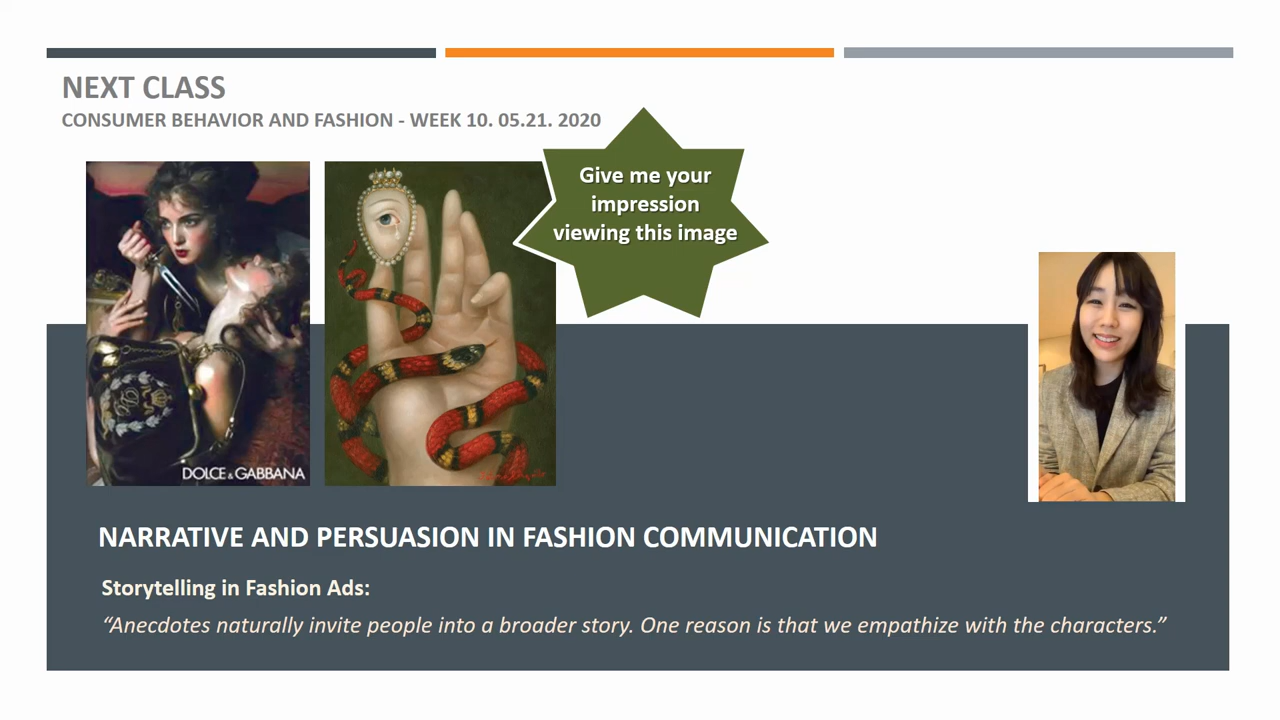 NEXT CLASS
CONSUMER BEHAVIOR AND FASHION - WEEK 10. 05.21. 2020
Give me your
impression
viewing this image
DOLCE & GABBANA
NARRATIVE AND PERSUASION IN FASHION COMMUNICATION
Storytelling in Fashion Ads:
“Anecdotes naturally invite people into a broader story. One reason is that we empathize with the characters.”